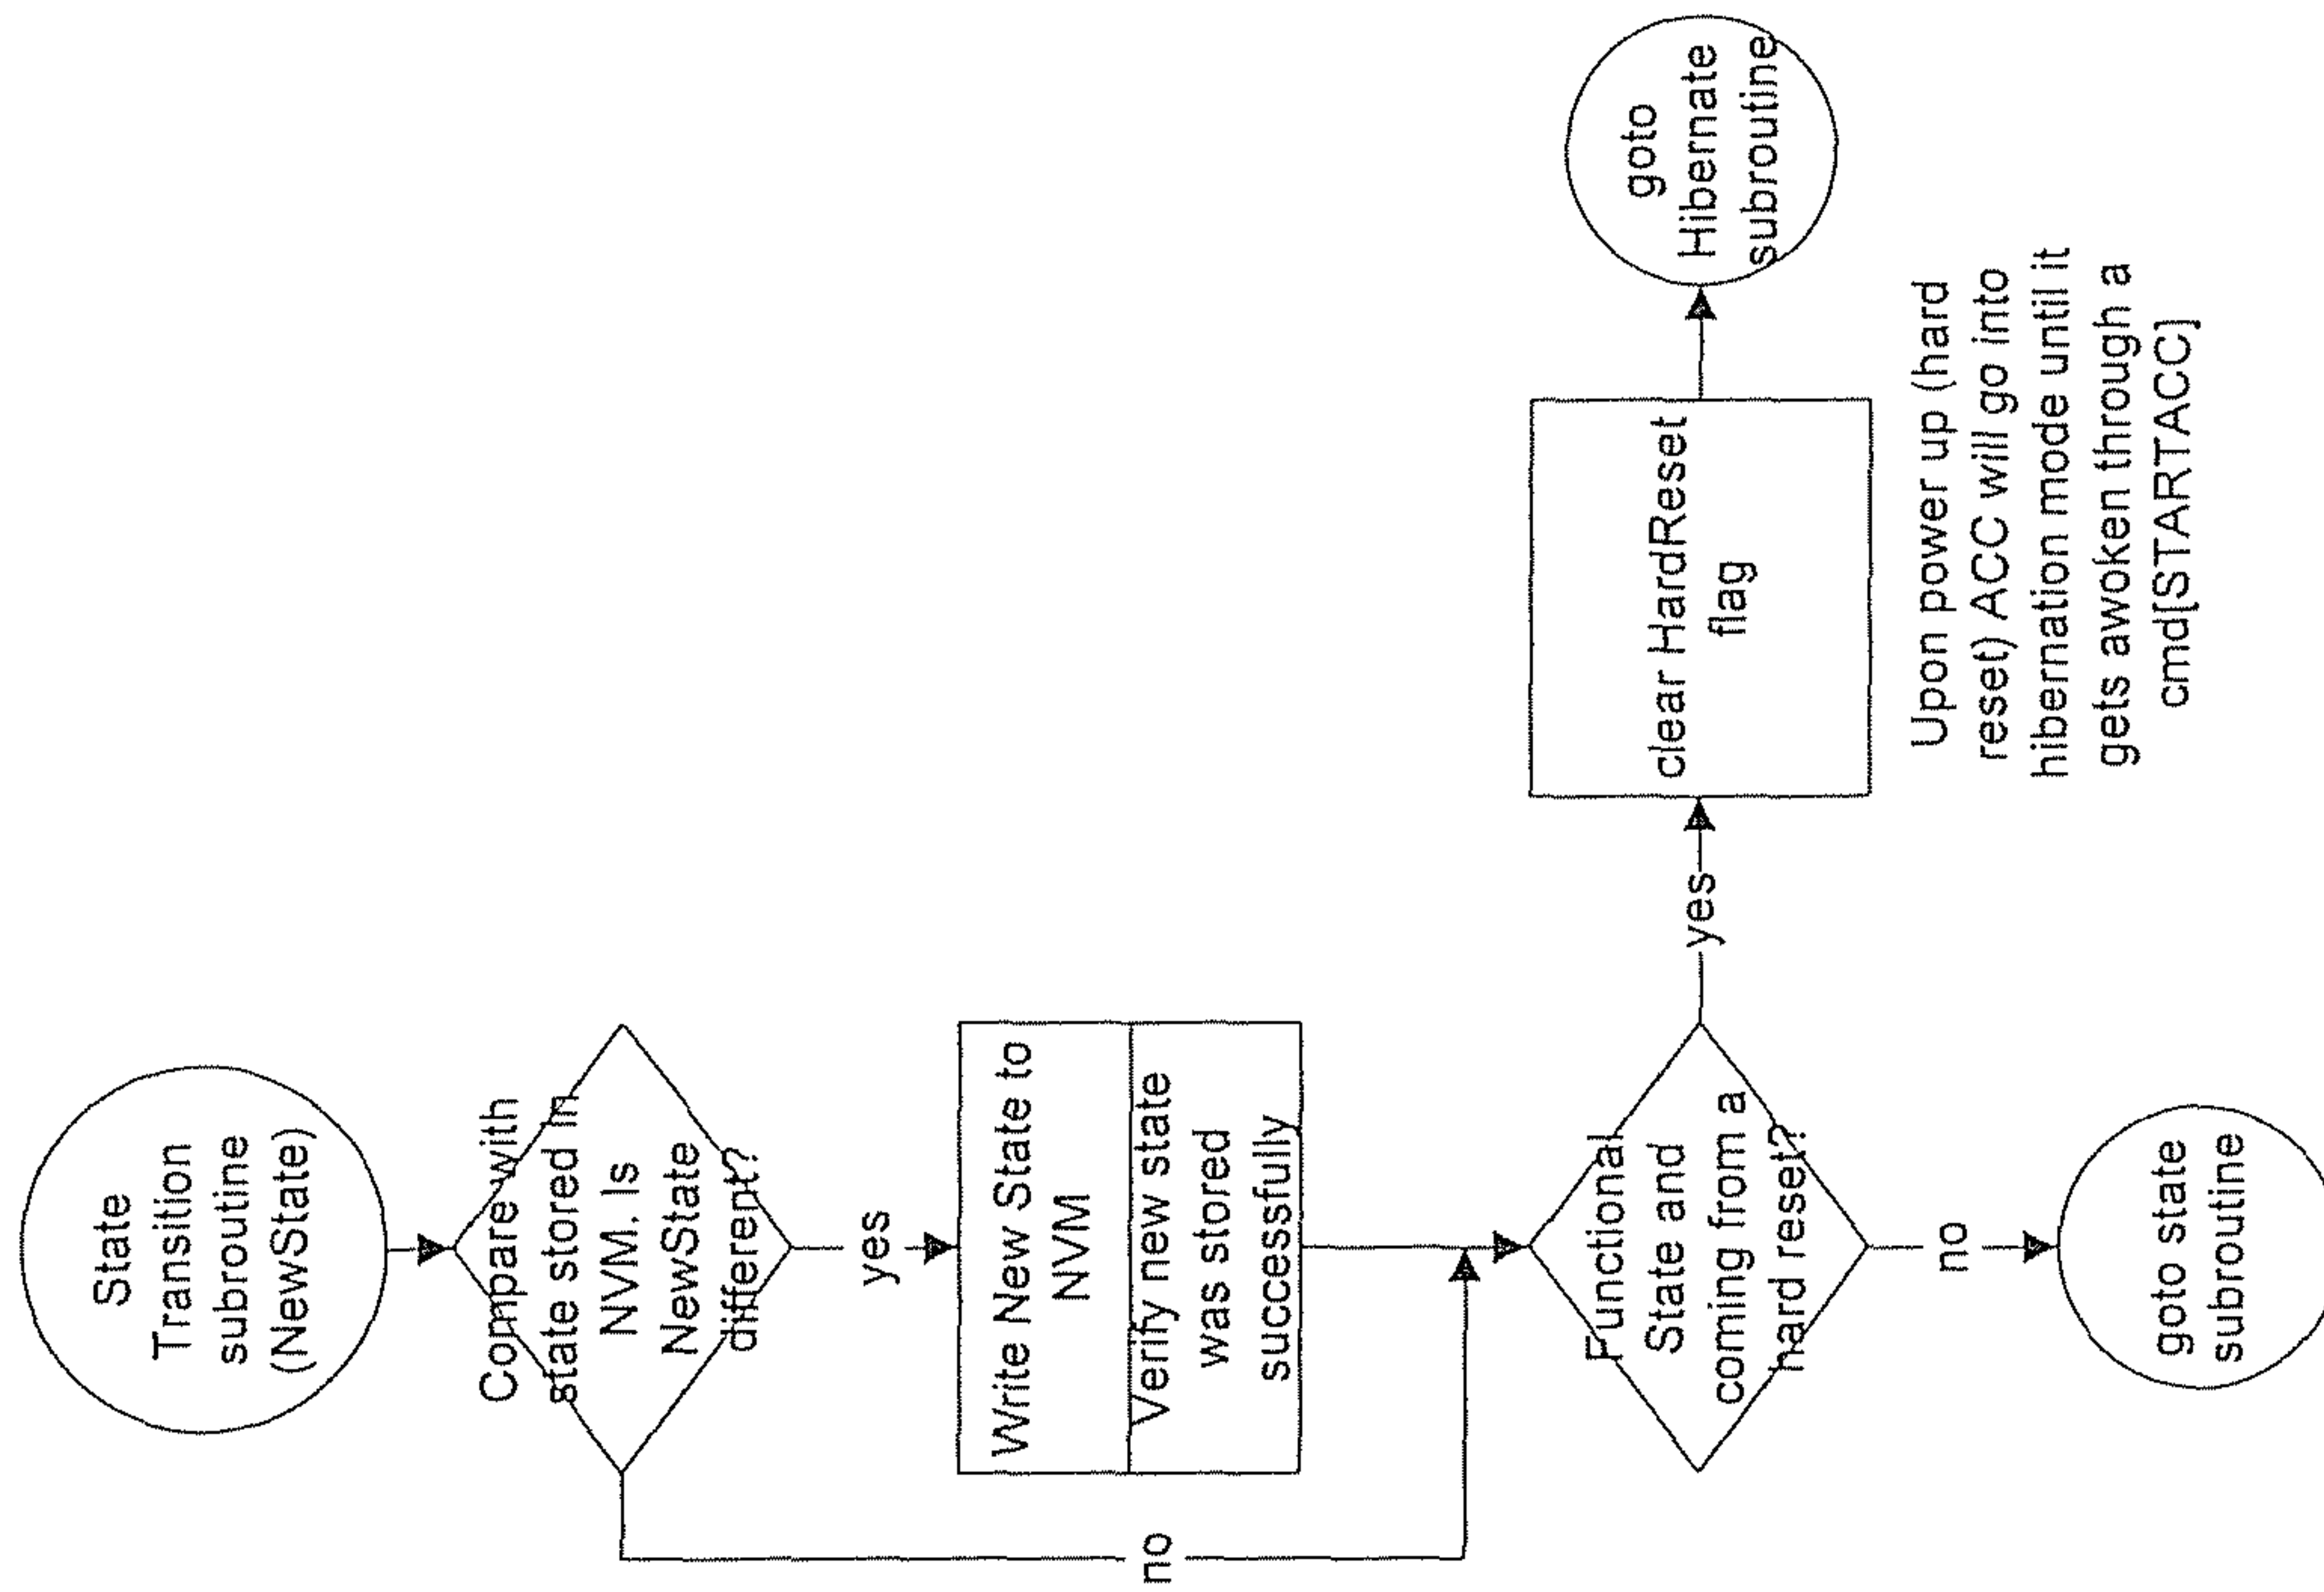 State
Transition
subroutine
(NewState)
Compare with
state stored in
NVM. Is
NewState
different?
yes
no
Write New State to
NVM
Verify new state
was stored
successfully
Functional
State and
coming from a
hard reset?
yes
no
clear HardReset
flag
goto
Hibernate
subroutine
Upon power up (hard
reset) ACC will go into
hibernation mode until it
gets awoken through a
cmd[STARTACC]
goto state
subroutine